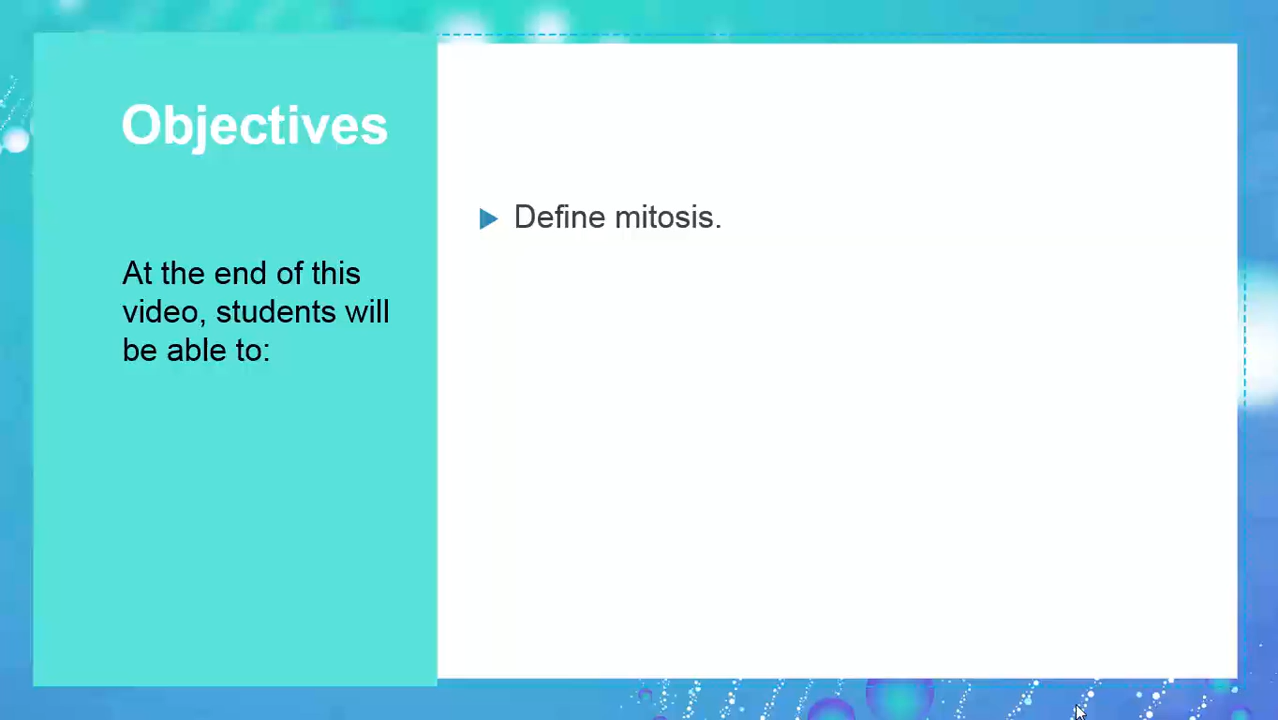 Objectives
At the end of this
video, students will
be able to:
Define mitosis.